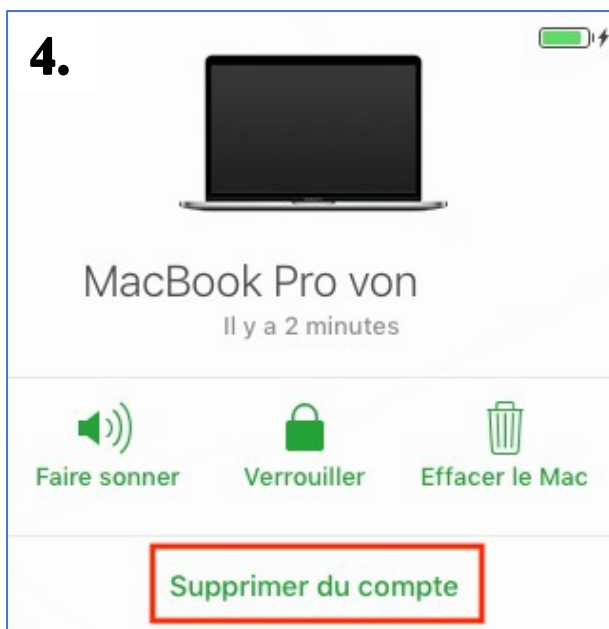 4.
MacBook Pro von
Il y a 2 minutes
Faire sonner Verrouiller Effacer le Mac
Supprimer du compte